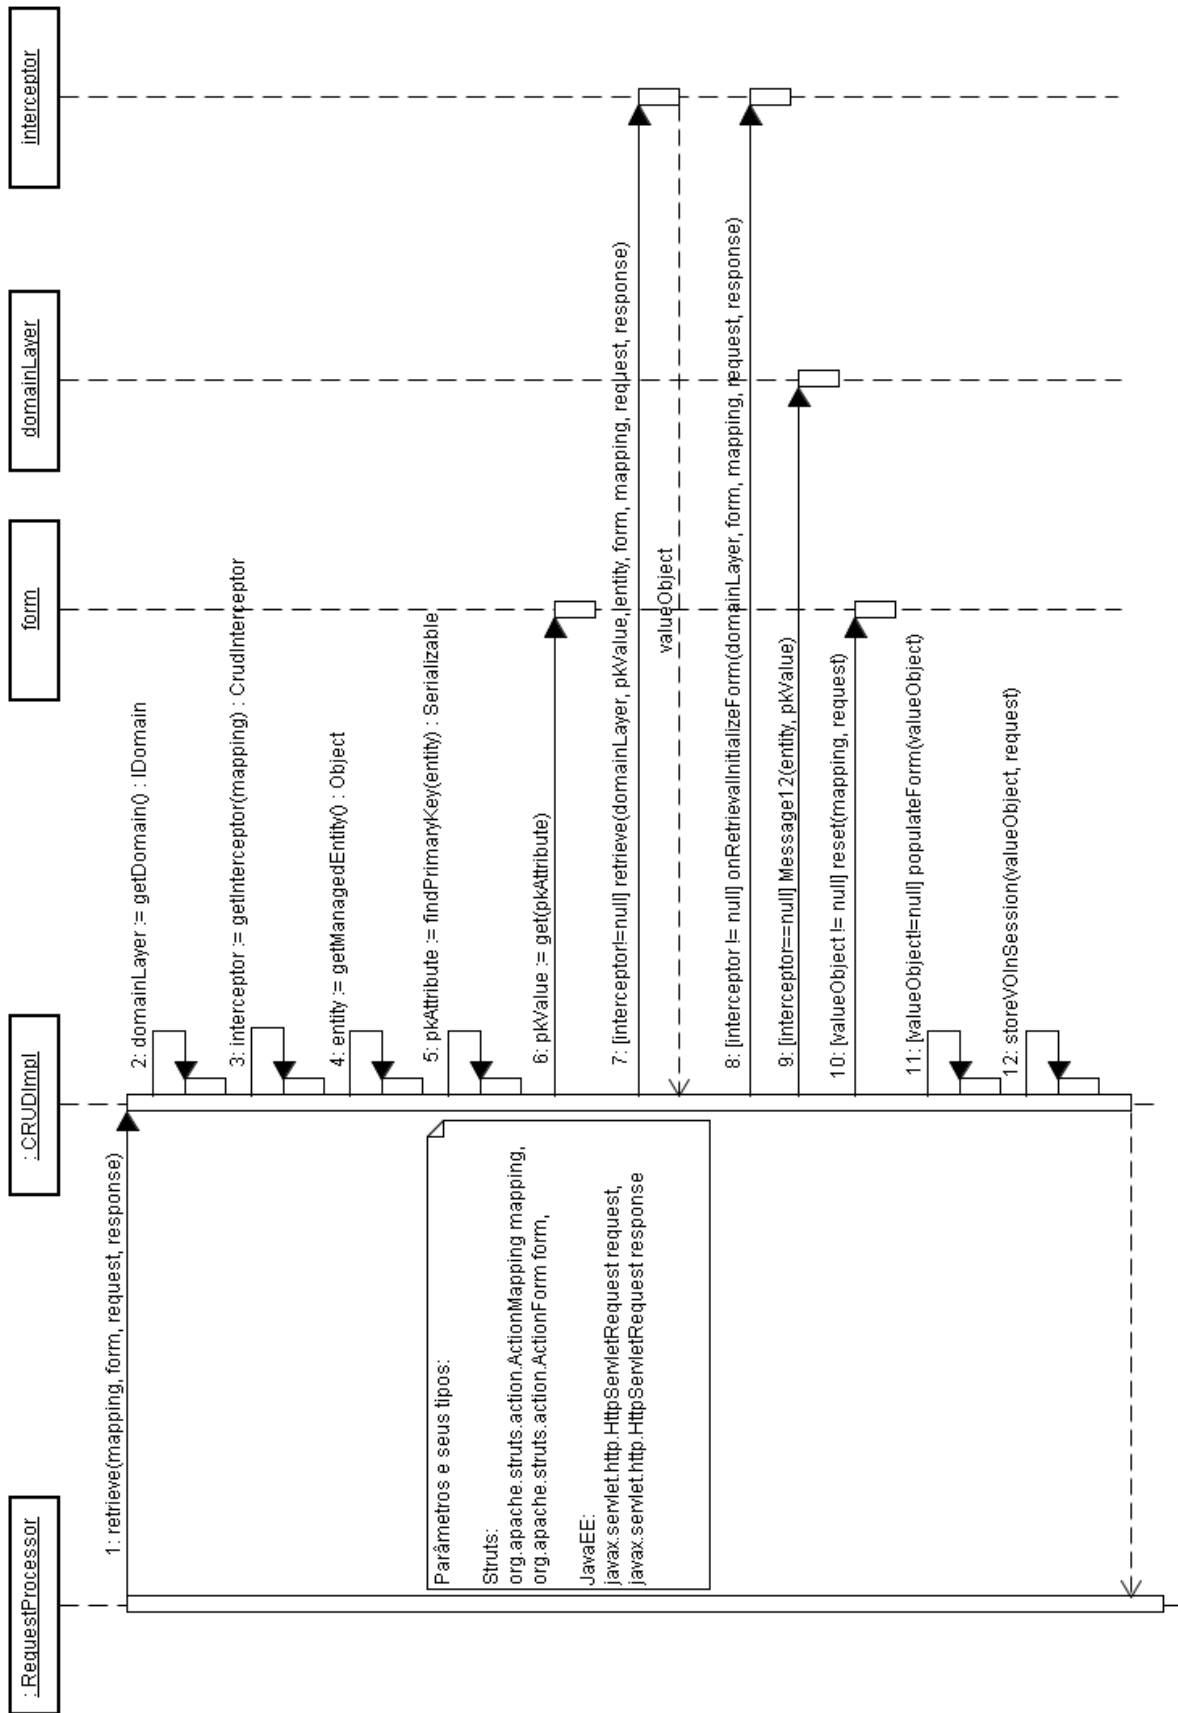 : RequestProcessor
: CRUDImpl
form
domainLayer
interceptor
1: retrieve(mapping, form, request, response)
2: domainLayer := getDomain() : IDomain
3: interceptor := getInterceptor(mapping) : CrudInterceptor
4: entity := getManagedEntity() : Object
5: pkAttribute := findPrimaryKey(entity) : Serializable
6: pkValue := get(pkAttribute)
7: [interceptor!=null] retrieve(domainLayer, pkValue, entity, form, mapping, request, response)
valueObject
8: [interceptor != null] onRetrievalInitializeForm(domainLayer, form, mapping, request, response)
9: [interceptor==null] Message12(entity, pkValue)
10: [valueObject != null] reset(mapping, request)
11: [valueObject!=null] populateForm(valueObject)
12: storeVOInSession(valueObject, request)
Parâmetros e seus tipos:
Struts:
org.apache.struts.action.ActionMapping mapping,
org.apache.struts.action.ActionForm form,
JavaEE:
javax.servlet.http.HttpServletRequest request,
javax.servlet.http.HttpServletRequest response